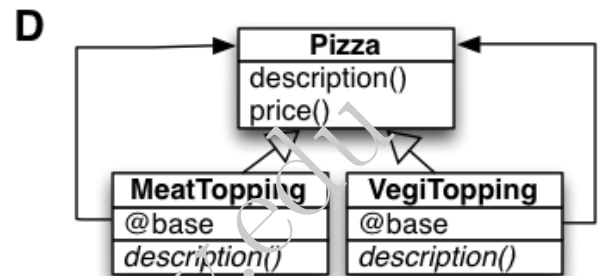 D
Pizza
description()
price()
MeatTopping
@base
description()
VegiTopping
@base
description()